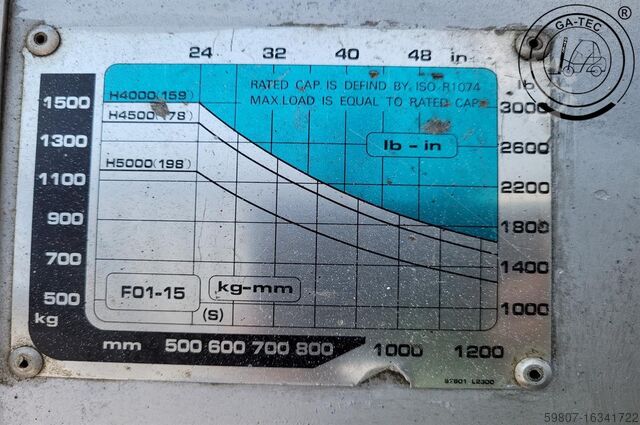 GA-TEC
24 32 40 48 in
lb
RATED CAP IS DEFIND BY ISO R1074
MAX LOAD IS EQUAL TO RATED CAP
H4000(159)
1500
3000
H4500(178)
1300
lb - in
2600
H5000(198)
1100
2200
900
1800
700
1400
F01-15
kg-mm
500
(S)
1000
kg
mm 500 600 700 800 1000 1200
59807-16341722